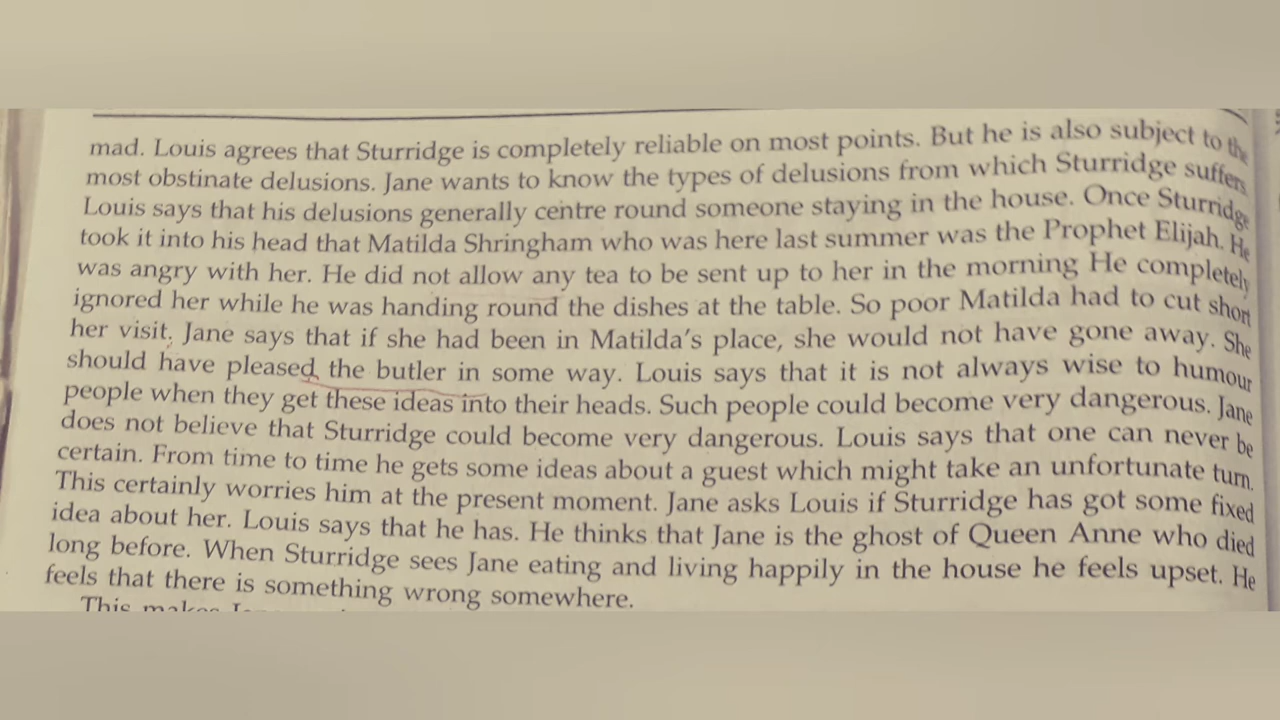 mad. Louis agrees that Sturridge is completely reliable on most points. But he is also subject to the
most obstinate delusions. Jane wants to know the types of delusions from which Sturridge suffers.
Louis says that his delusions generally centre round someone staying in the house. Once Sturridge
took it into his head that Matilda Shringham who was here last summer was the Prophet Elijah. He
was angry with her. He did not allow any tea to be sent up to her in the morning He completely
ignored her while he was handing round the dishes at the table. So poor Matilda had to cut short
her visit. Jane says that if she had been in Matilda's place, she would not have gone away. She
should have pleased the butler in some way. Louis says that it is not always wise to humour
people when they get these ideas into their heads. Such people could become very dangerous. Jane
does not believe that Sturridge could become very dangerous. Louis says that one can never be
certain. From time to time he gets some ideas about a guest which might take an unfortunate turn.
This certainly worries him at the present moment. Jane asks Louis if Sturridge has got some fixed
idea about her. Louis says that he has. He thinks that Jane is the ghost of Queen Anne who died
long before. When Sturridge sees Jane eating and living happily in the house he feels upset. He
feels that there is something wrong somewhere.
This makes